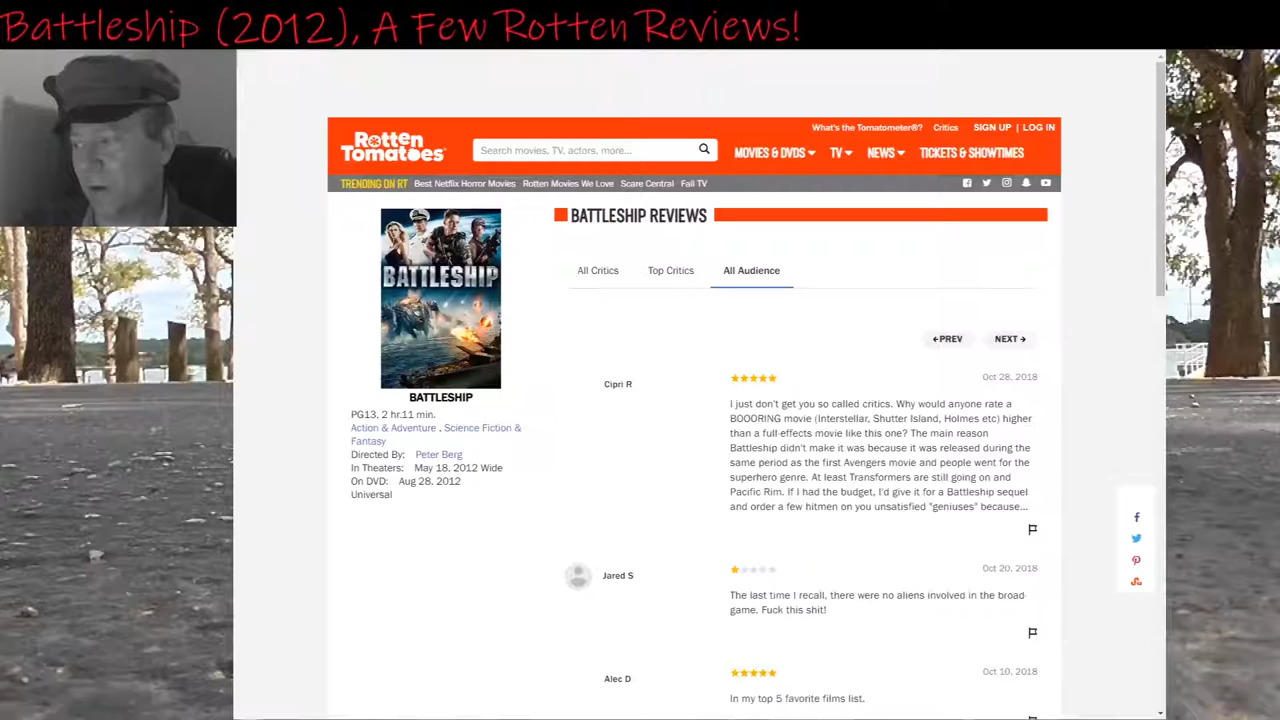 Battleship (2012), A Few Rotten Reviews!
What's the Tomatometer®? Critics SIGN UP | LOG IN
Rotten Tomatoes
Search movies, TV, actors, more...
MOVIES & DVDS TV NEWS TICKETS & SHOWTIMES
TRENDING ON RT Best Netflix Horror Movies Rotten Movies We Love Scare Central Fall TV
BATTLESHIP
BATTLESHIP
PG13, 2 hr.11 min.
Action & Adventure , Science Fiction &
Fantasy
Directed By: Peter Berg
In Theaters: May 18, 2012 Wide
On DVD: Aug 28, 2012
Universal
BATTLESHIP REVIEWS
All Critics Top Critics All Audience
PREV NEXT
Cipri R
Oct 28, 2018
I just don't get you so called critics. Why would anyone rate a
BOOORING movie (Interstellar, Shutter Island, Holmes etc) higher
than a full-effects movie like this one? The main reason
Battleship didn't make it was because it was released during the
same period as the first Avengers movie and people went for the
superhero genre. At least Transformers are still going on and
Pacific Rim. If I had the budget, I'd give it for a Battleship sequel
and order a few hitmen on you unsatisfied "geniuses" because...
Jared S
Oct 20, 2018
The last time I recall, there were no aliens involved in the broad
game. Fuck this shit!
Alec D
Oct 10, 2018
In my top 5 favorite films list.